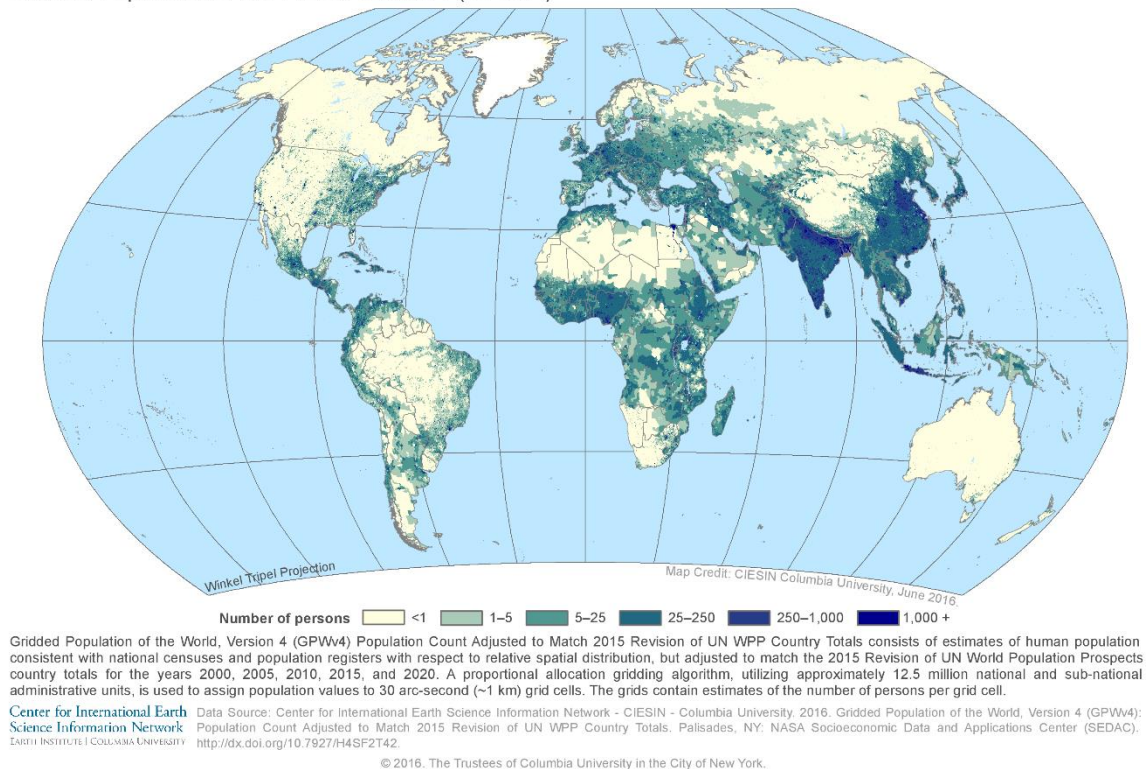 Winkel Tripel Projection
Map Credit: CIESIN Columbia University, June 2016.
Number of persons <1 1–5 5–25 25–250 250–1,000 1,000 +
Gridded Population of the World, Version 4 (GPWv4) Population Count Adjusted to Match 2015 Revision of UN WPP Country Totals consists of estimates of human population
consistent with national censuses and population registers with respect to relative spatial distribution, but adjusted to match the 2015 Revision of UN World Population Prospects
country totals for the years 2000, 2005, 2010, 2015, and 2020. A proportional allocation gridding algorithm, utilizing approximately 12.5 million national and sub-national
administrative units, is used to assign population values to 30 arc-second (~1 km) grid cells. The grids contain estimates of the number of persons per grid cell.
Center for International Earth
Science Information Network
EARTH INSTITUTE | COLUMBIA UNIVERSITY
Data Source: Center for International Earth Science Information Network - CIESIN - Columbia University. 2016. Gridded Population of the World, Version 4 (GPWv4):
Population Count Adjusted to Match 2015 Revision of UN WPP Country Totals. Palisades, NY: NASA Socioeconomic Data and Applications Center (SEDAC).
http://dx.doi.org/10.7927/H4SF2T42.
© 2016. The Trustees of Columbia University in the City of New York.